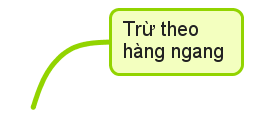 Trừ theo
hàng ngang